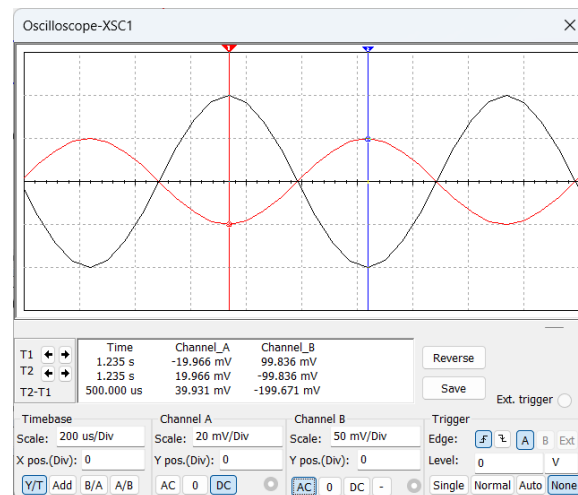 Oscilloscope-XSC1
Time Channel_A Channel_B
T1 1.235 s -19.966 mV 99.836 mV
T2 1.235 s 19.966 mV -99.836 mV
T2-T1 500.000 us 39.931 mV -199.671 mV
Reverse
Save
Ext. trigger
Timebase
Scale: 200 us/Div
X pos.(Div): 0
Y/T Add B/A A/B
Channel A
Scale: 20 mV/Div
Y pos.(Div): 0
AC 0 DC
Channel B
Scale: 50 mV/Div
Y pos.(Div): 0
AC 0 DC -
Trigger
Edge: A B Ext
Level: 0 V
Single Normal Auto None